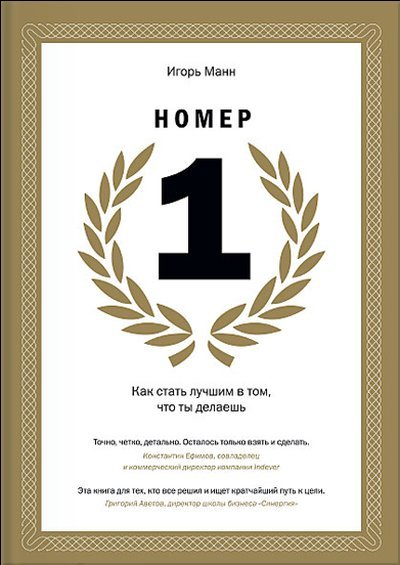 Игорь Манн
НОМЕР
1
Как стать лучшим в том,
что ты делаешь
Точно, четко, детально. Осталось только взять и сделать.
Константин Ефимов, совладелец
и коммерческий директор компании Indever
Эта книга для тех, кто все решил и ищет кратчайший путь к цели.
Григорий Аветов, директор школы бизнеса «Синергия»